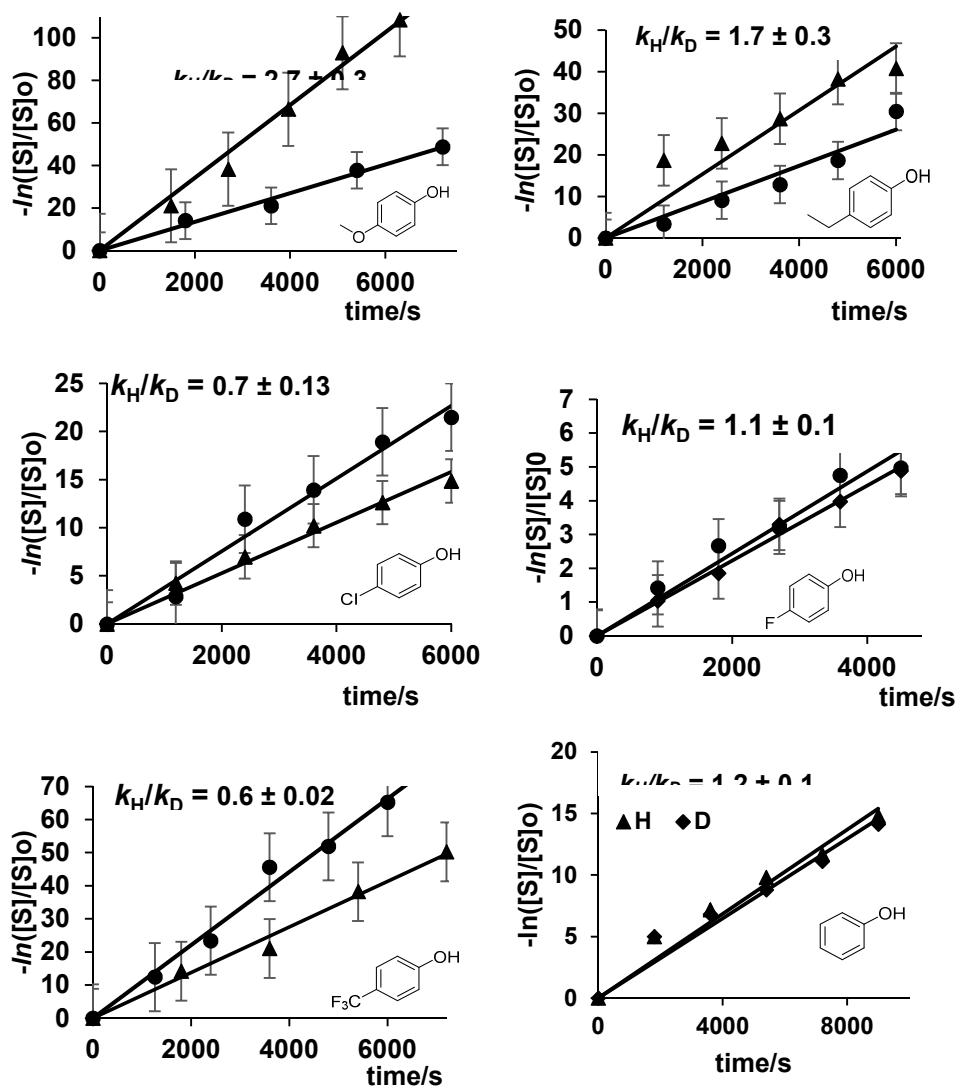 kH/kD = 1.7 ± 0.3
-ln([S]/[S]o)
100
80
60
40
20
0
0
2000
4000
6000
time/s
OH
O
-ln([S]/[S]o)
50
40
30
20
10
0
0
2000
4000
6000
time/s
OH
kH/kD = 0.7 ± 0.13
-ln([S]/[S]o)
25
20
15
10
5
0
0
2000
4000
6000
time/s
OH
Cl
kH/kD = 1.1 ± 0.1
-ln[S]/I[S]0
7
6
5
4
3
2
1
0
0
2000
4000
time/s
OH
F
kH/kD = 0.6 ± 0.02
-ln([S]/[S]o)
70
60
50
40
30
20
10
0
0
2000
4000
6000
time/s
OH
F3C
-ln([S]/[S]o)
20
15
10
5
0
0
4000
8000
time/s
H D
OH